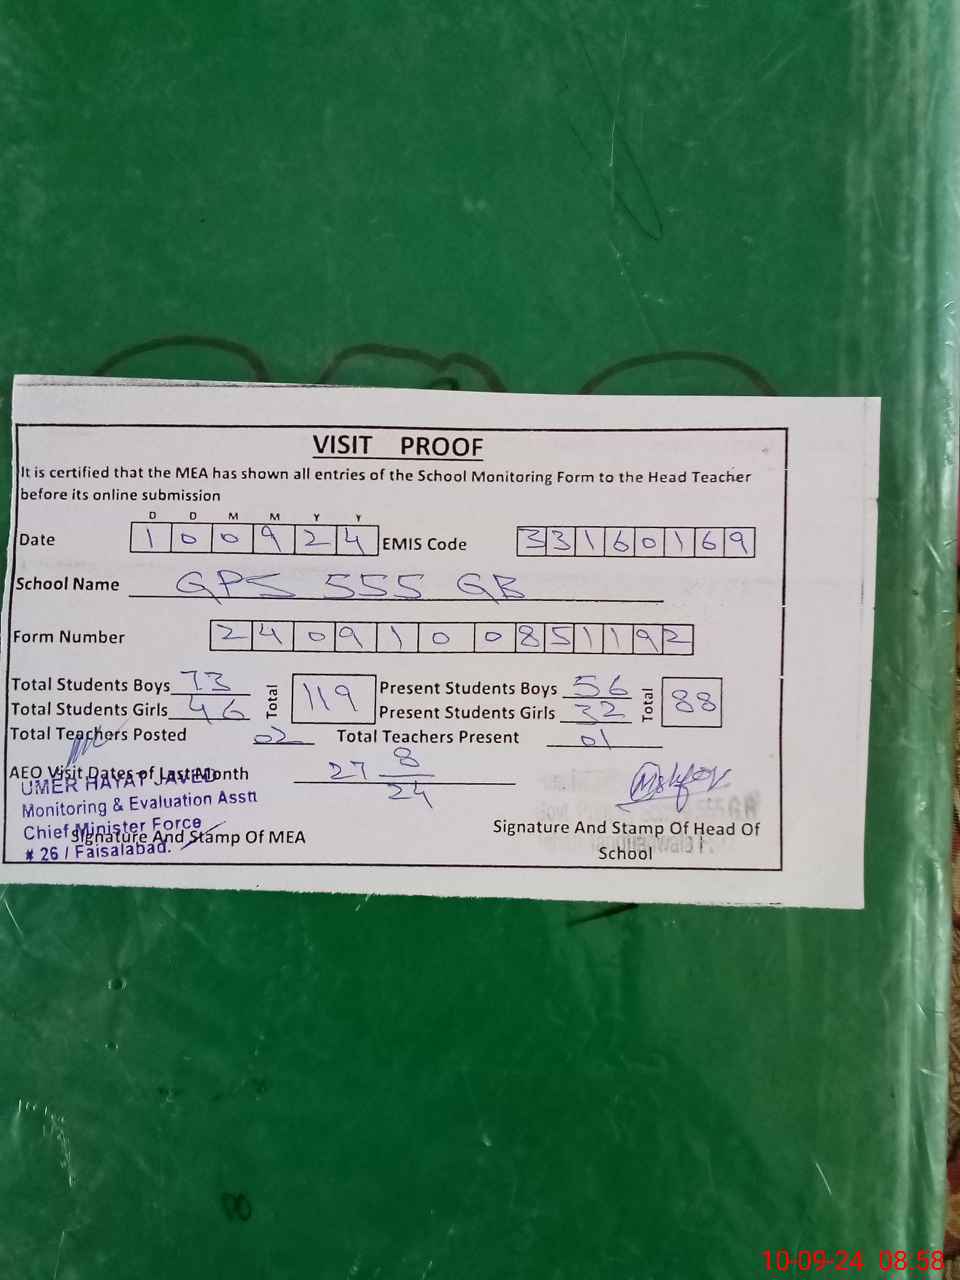 VISIT PROOF
It is certified that the MEA has shown all entries of the School Monitoring Form to the Head Teacher
before its online submission
D D M M Y Y
Date 1 0 0 9 2 4 EMIS Code 3 3 1 6 0 1 6 9
School Name GPS 555 GB
Form Number 2 4 0 9 1 0 0 8 5 1 1 9 2
Total Students Boys 73 Total 119 Present Students Boys 56 Total 88
Total Students Girls 46 Present Students Girls 32
Total Teachers Posted 02 Total Teachers Present 01
AEO Visit Dates of Last Month 27 8/24
UMER HAYAT JAVED
Monitoring & Evaluation Asstt
Chief Minister Force
# 26 / Faisalabad.
Signature And Stamp Of MEA
Signature And Stamp Of Head Of
School
10-09-24 08.58